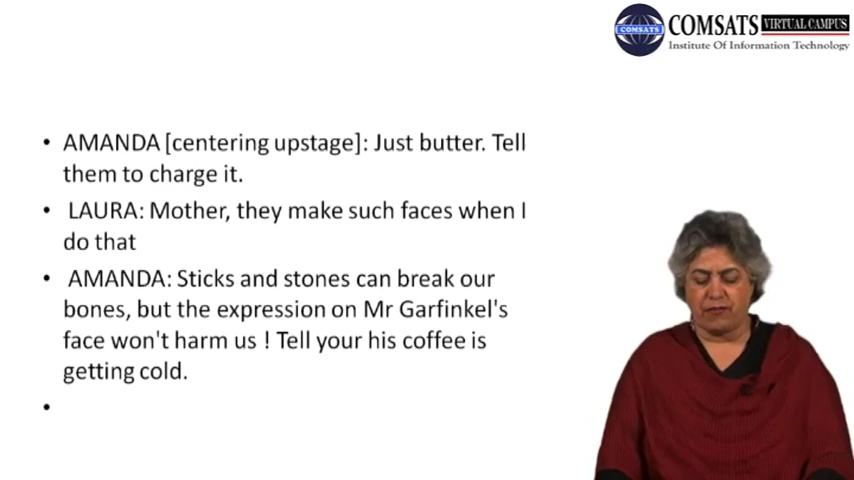 COMSATS
COMSATS VIRTUAL CAMPUS
Institute Of Information Technology
• AMANDA [centering upstage]: Just butter. Tell
them to charge it.
• LAURA: Mother, they make such faces when I
do that
• AMANDA: Sticks and stones can break our
bones, but the expression on Mr Garfinkel's
face won't harm us ! Tell your his coffee is
getting cold.
•